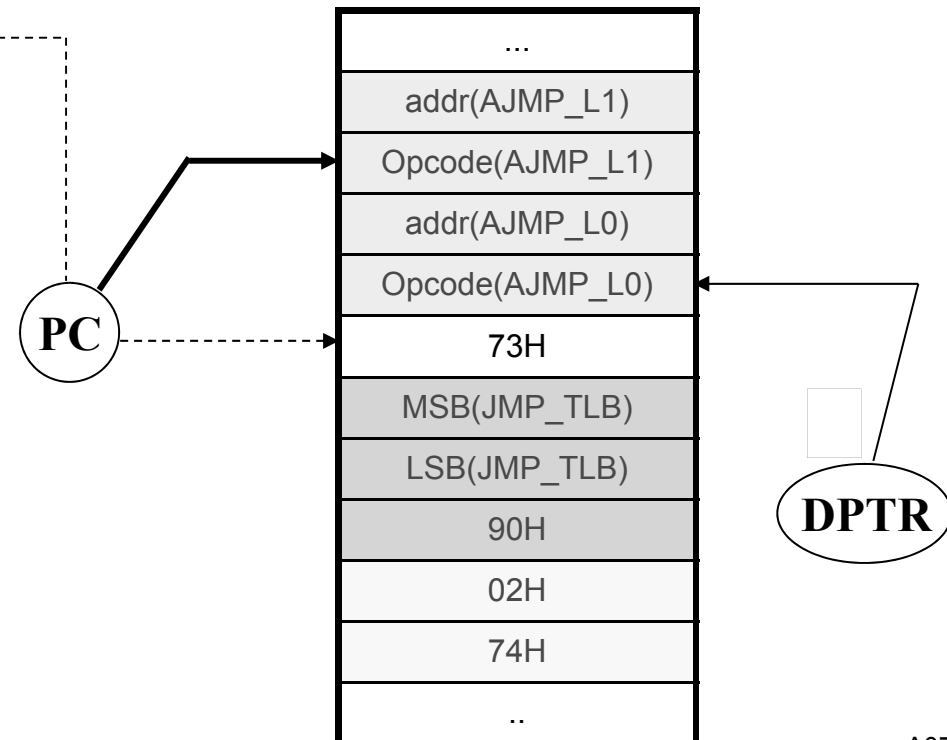 ...
addr(AJMP_L1)
Opcode(AJMP_L1)
addr(AJMP_L0)
Opcode(AJMP_L0)
PC
73H
MSB(JMP_TLB)
LSB(JMP_TLB)
DPTR
90H
02H
74H
..